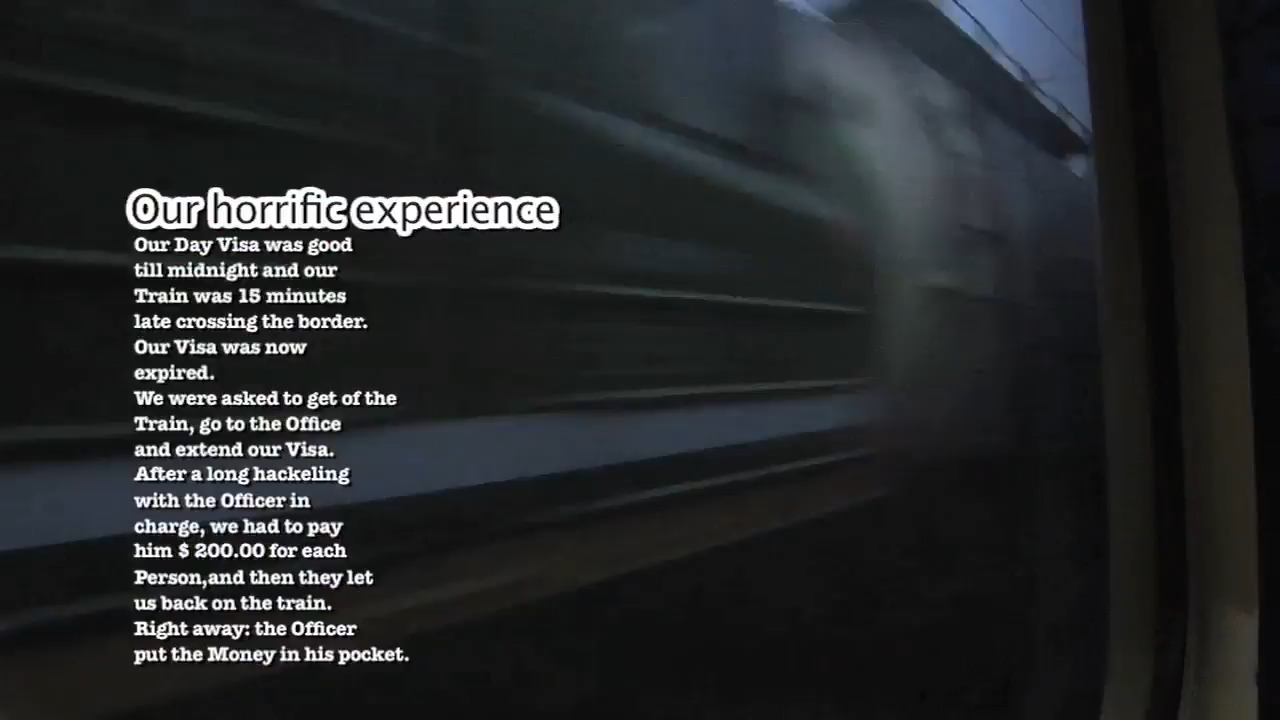 Our horrific experience
Our Day Visa was good
till midnight and our
Train was 15 minutes
late crossing the border.
Our Visa was now
expired.
We were asked to get of the
Train, go to the Office
and extend our Visa.
After a long hackeling
with the Officer in
charge, we had to pay
him $ 200.00 for each
Person,and then they let
us back on the train.
Right away: the Officer
put the Money in his pocket.